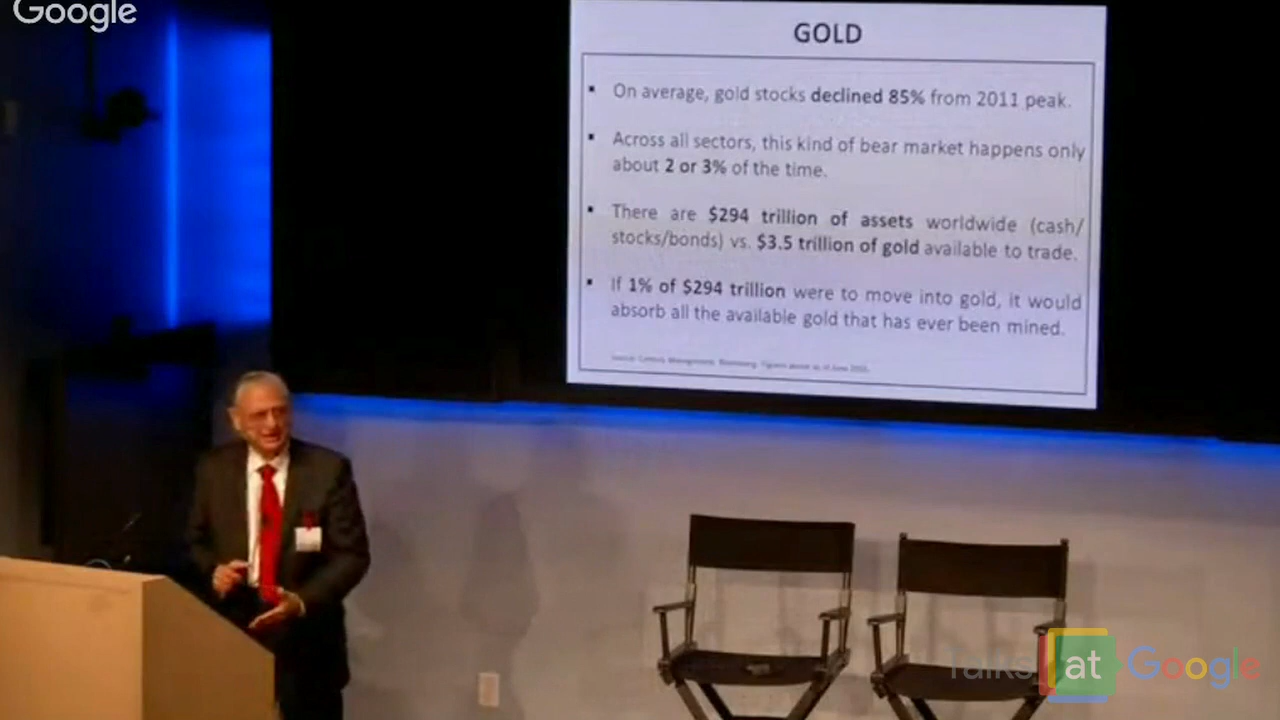 Google
GOLD
▪ On average, gold stocks declined 85% from 2011 peak.
▪ Across all sectors, this kind of bear market happens only
about 2 or 3% of the time.
▪ There are $294 trillion of assets worldwide (cash/
stocks/bonds) vs. $3.5 trillion of gold available to trade.
▪ If 1% of $294 trillion were to move into gold, it would
absorb all the available gold that has ever been mined.
Talks at Google